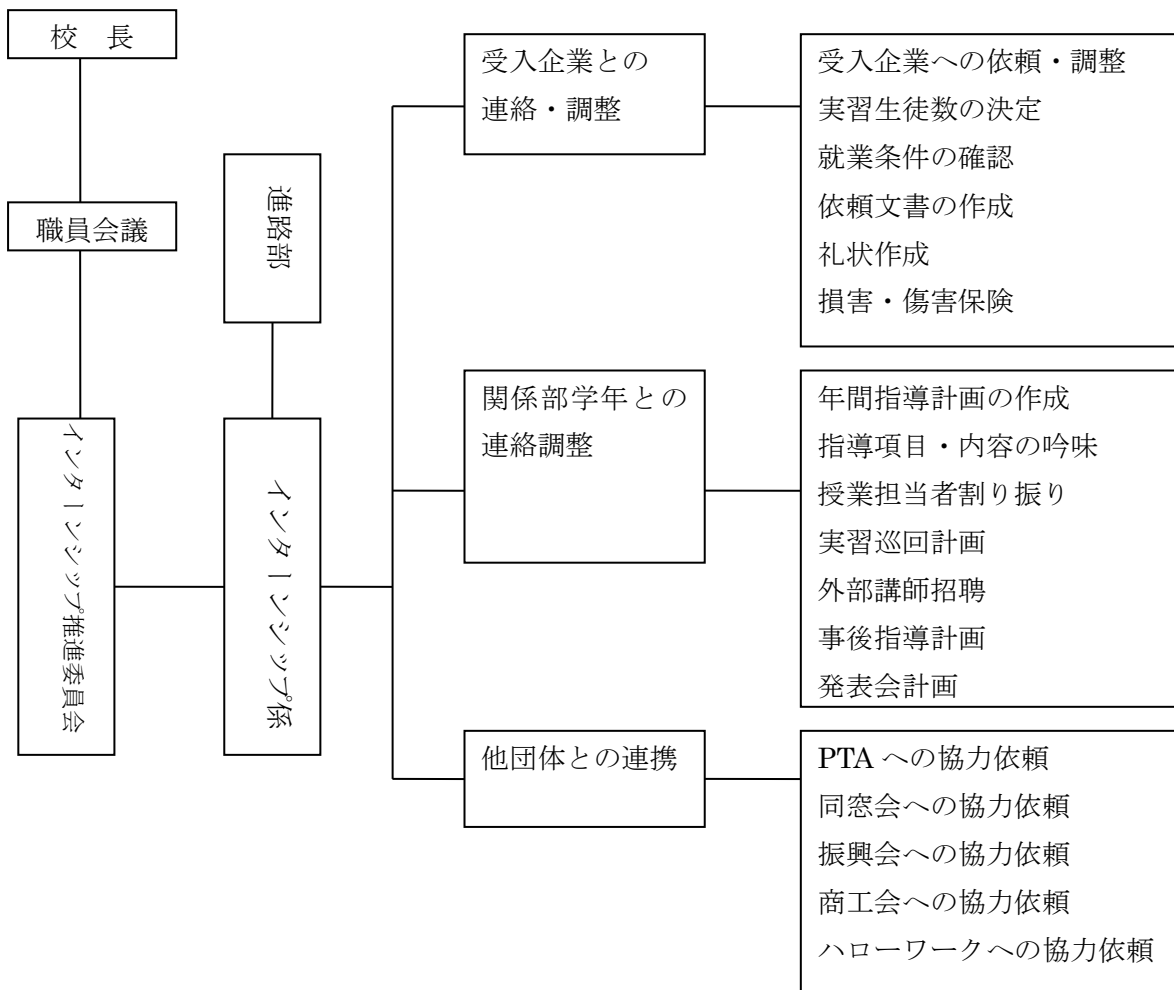 校　長
職員会議
インターンシップ推進委員会
進路部
インターンシップ係
受入企業との
連絡・調整
受入企業への依頼・調整
実習生徒数の決定
就業条件の確認
依頼文書の作成
礼状作成
損害・傷害保険
関係部学年との
連絡調整
年間指導計画の作成
指導項目・内容の吟味
授業担当者割り振り
実習巡回計画
外部講師招聘
事後指導計画
発表会計画
他団体との連携
PTA への協力依頼
同窓会への協力依頼
振興会への協力依頼
商工会への協力依頼
ハローワークへの協力依頼